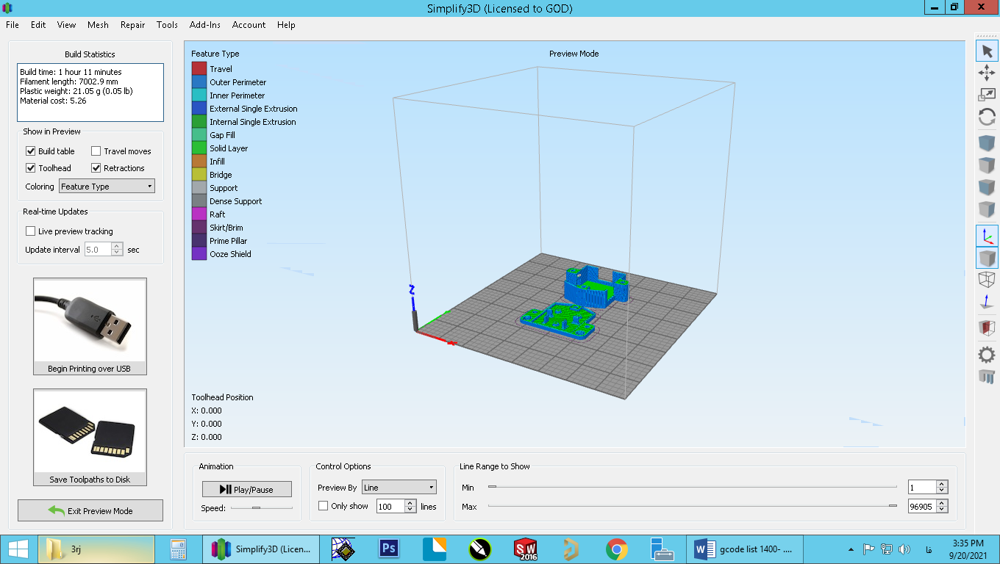 Simplify3D (Licensed to GOD)
File Edit View Mesh Repair Tools Add-Ins Account Help
Build Statistics
Build time: 1 hour 11 minutes
Filament length: 7002.9 mm
Plastic weight: 21.05 g (0.05 lb)
Material cost: 5.26
Show in Preview
Build table Travel moves
Toolhead Retractions
Coloring Feature Type
Real-time Updates
Live preview tracking
Update interval 5.0 sec
Begin Printing over USB
Save Toolpaths to Disk
Exit Preview Mode
Feature Type
Travel
Outer Perimeter
Inner Perimeter
External Single Extrusion
Internal Single Extrusion
Gap Fill
Solid Layer
Infill
Bridge
Support
Dense Support
Raft
Skirt/Brim
Prime Pillar
Ooze Shield
Preview Mode
Z
Toolhead Position
X: 0.000
Y: 0.000
Z: 0.000
Animation
Play/Pause
Speed:
Control Options
Preview By Line
Only show 100 lines
Line Range to Show
Min 1
Max 96905
3rj
Simplify3D (Licen...
Ps
SW
2016
W
gcode list 1400- ....
فا
3:35 PM
9/20/2021